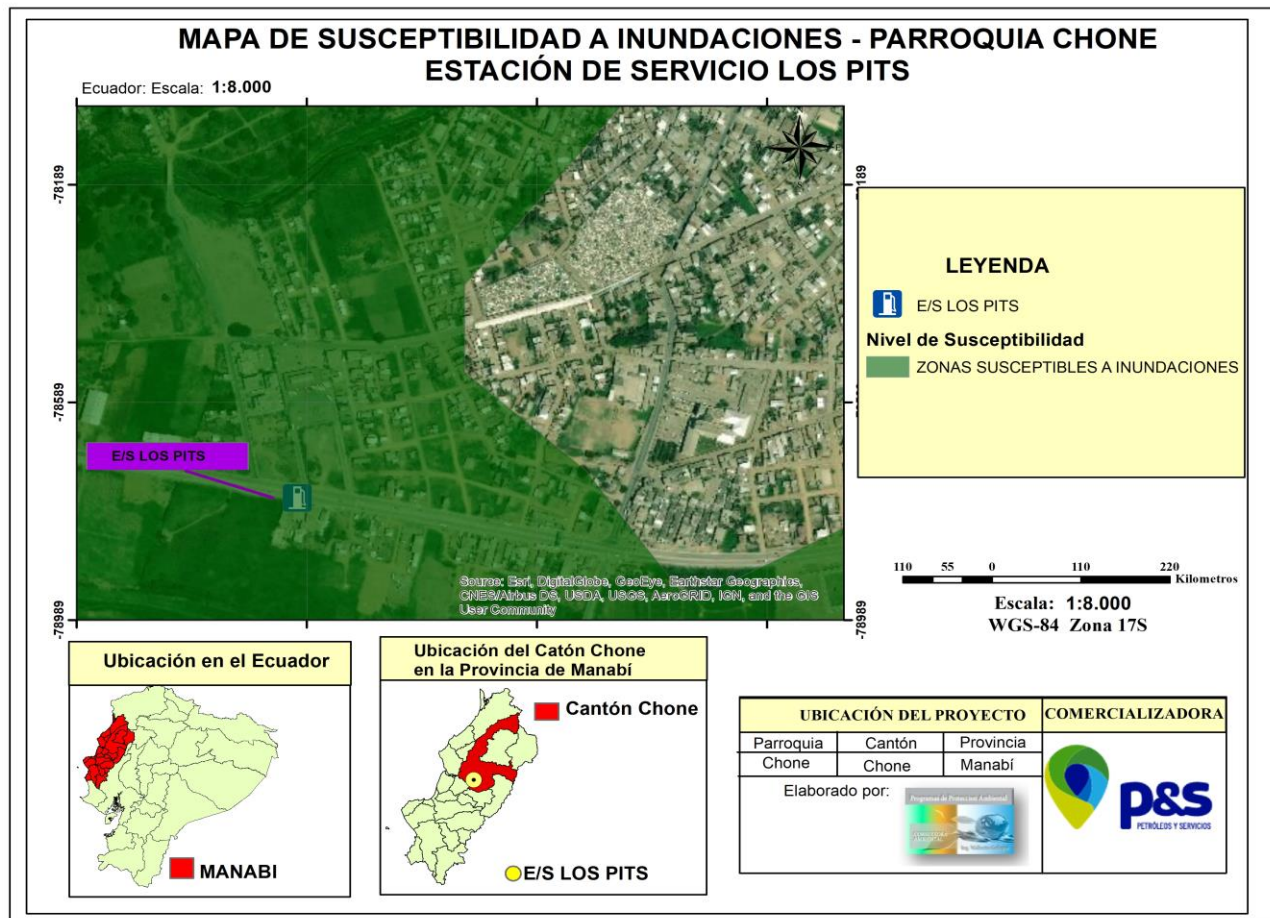 MAPA DE SUSCEPTIBILIDAD A INUNDACIONES - PARROQUIA CHONE
ESTACIÓN DE SERVICIO LOS PITS
Ecuador: Escala: 1:8.000
-78189
-78189
-78589
-78989
-78989
E/S LOS PITS
Source: Esri, DigitalGlobe, GeoEye, Earthstar Geographics,
CNES/Airbus DS, USDA, USGS, AeroGRID, IGN, and the GIS
User Community
LEYENDA
E/S LOS PITS
Nivel de Susceptibilidad
ZONAS SUSCEPTIBLES A INUNDACIONES
110 55 0 110 220
Kilometros
Escala: 1:8.000
WGS-84 Zona 17S
Ubicación en el Ecuador
MANABI
Ubicación del Catón Chone
en la Provincia de Manabí
Cantón Chone
E/S LOS PITS
UBICACIÓN DEL PROYECTO
COMERCIALIZADORA
Parroquia Cantón Provincia
Chone Chone Manabí
Elaborado por:
Programas de Protección Ambiental
p&s
PETRÓLEOS Y SERVICIOS